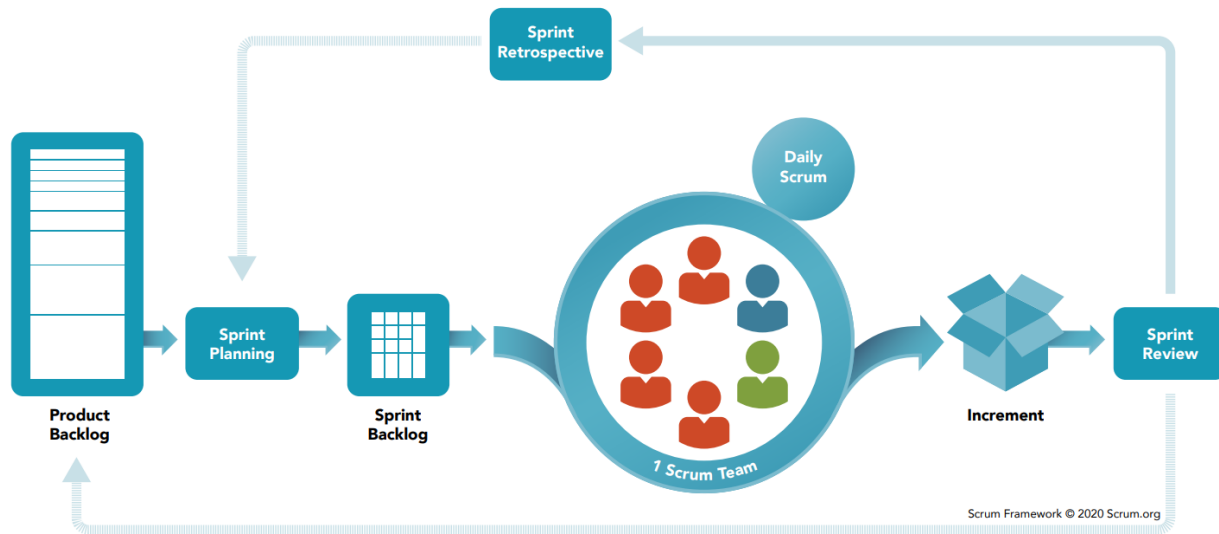 Sprint
Retrospective
Daily
Scrum
Sprint
Planning
Sprint
Review
Product
Backlog
Sprint
Backlog
Increment
1 Scrum Team
Scrum Framework © 2020 Scrum.org